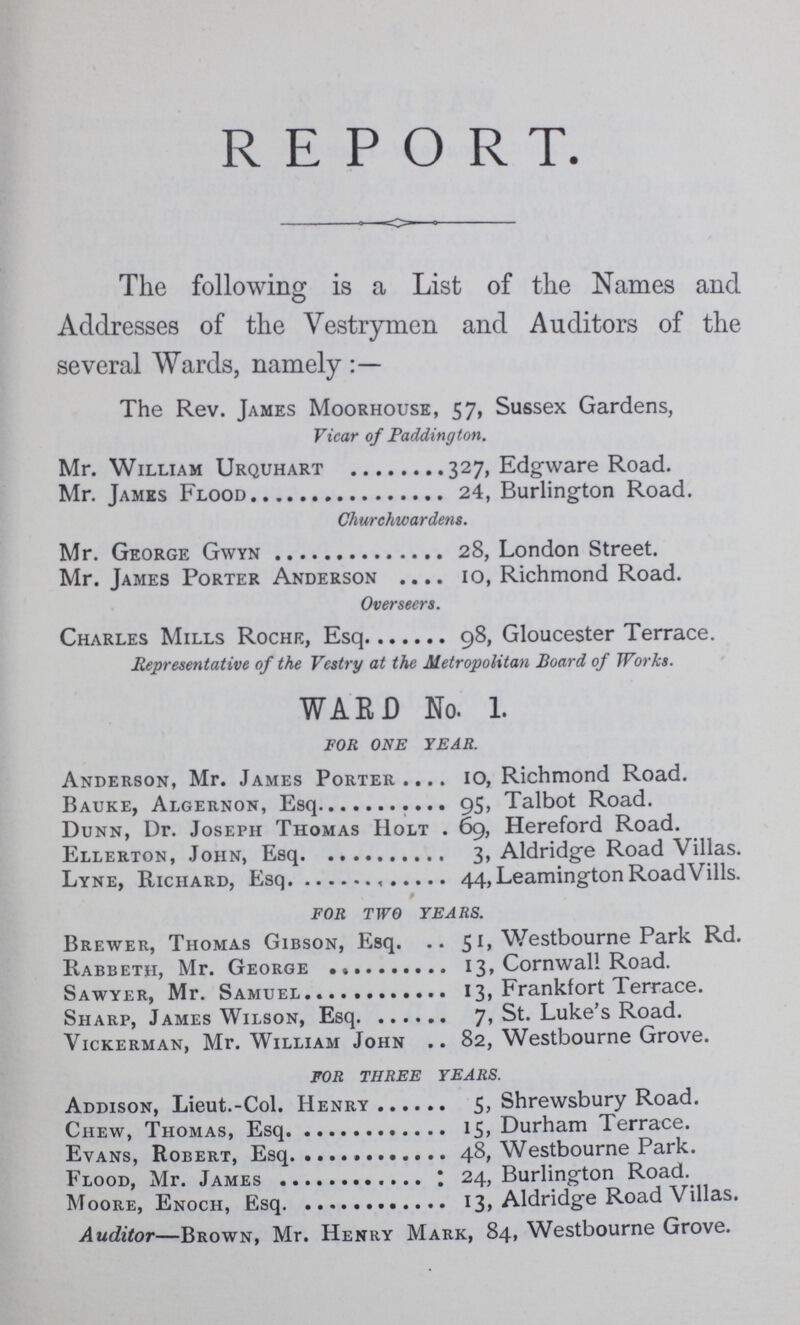 REPORT.
The following is a List of the Names and
Addresses of the Vestrymen and Auditors of the
several Wards, namely :—
The Rev. James Moorhouse, 57, Sussex Gardens,
Vicar of Paddington.
Mr. William Urquhart ........327, Edgware Road.
Mr. James Flood................ 24, Burlington Road.
Churchwardens.
Mr. George Gwyn .............. 28, London Street.
Mr. James Porter Anderson .... 10, Richmond Road.
Overseers.
Charles Mills Roche, Esq....... 98, Gloucester Terrace.
Representative of the Vestry at the Metropolitan Board of Works.
WARD No. 1.
FOR ONE YEAR.
Anderson, Mr. James Porter .... 10, Richmond Road.
Bauke, Algernon, Esq........... 95, Talbot Road.
Dunn, Dr. Joseph Thomas Holt . 69, Hereford Road.
Ellerton, John, Esq. .......... 3, Aldridge Road Villas.
Lyne, Richard, Esq. ........... 44, Leamington Road Vills.
FOR TWO YEARS.
Brewer, Thomas Gibson, Esq. .. 51, Westbourne Park Rd.
Rabbeth, Mr. George .......... 13, Cornwall Road.
Sawyer, Mr. Samuel............ 13, Frankfort Terrace.
Sharp, James Wilson, Esq. ...... 7, St. Luke's Road.
Vickerman, Mr. William John .. 82, Westbourne Grove.
FOR THREE YEARS.
Addison, Lieut.-Col. Henry ...... 5, Shrewsbury Road.
Chew, Thomas, Esq. ............ 15, Durham Terrace.
Evans, Robert, Esq. ............ 48, Westbourne Park.
Flood, Mr. James ............ : 24, Burlington Road.
Moore, Enoch, Esq. ............ 13, Aldridge Road Villas.
Auditor—Brown, Mr. Henry Mark, 84, Westbourne Grove.